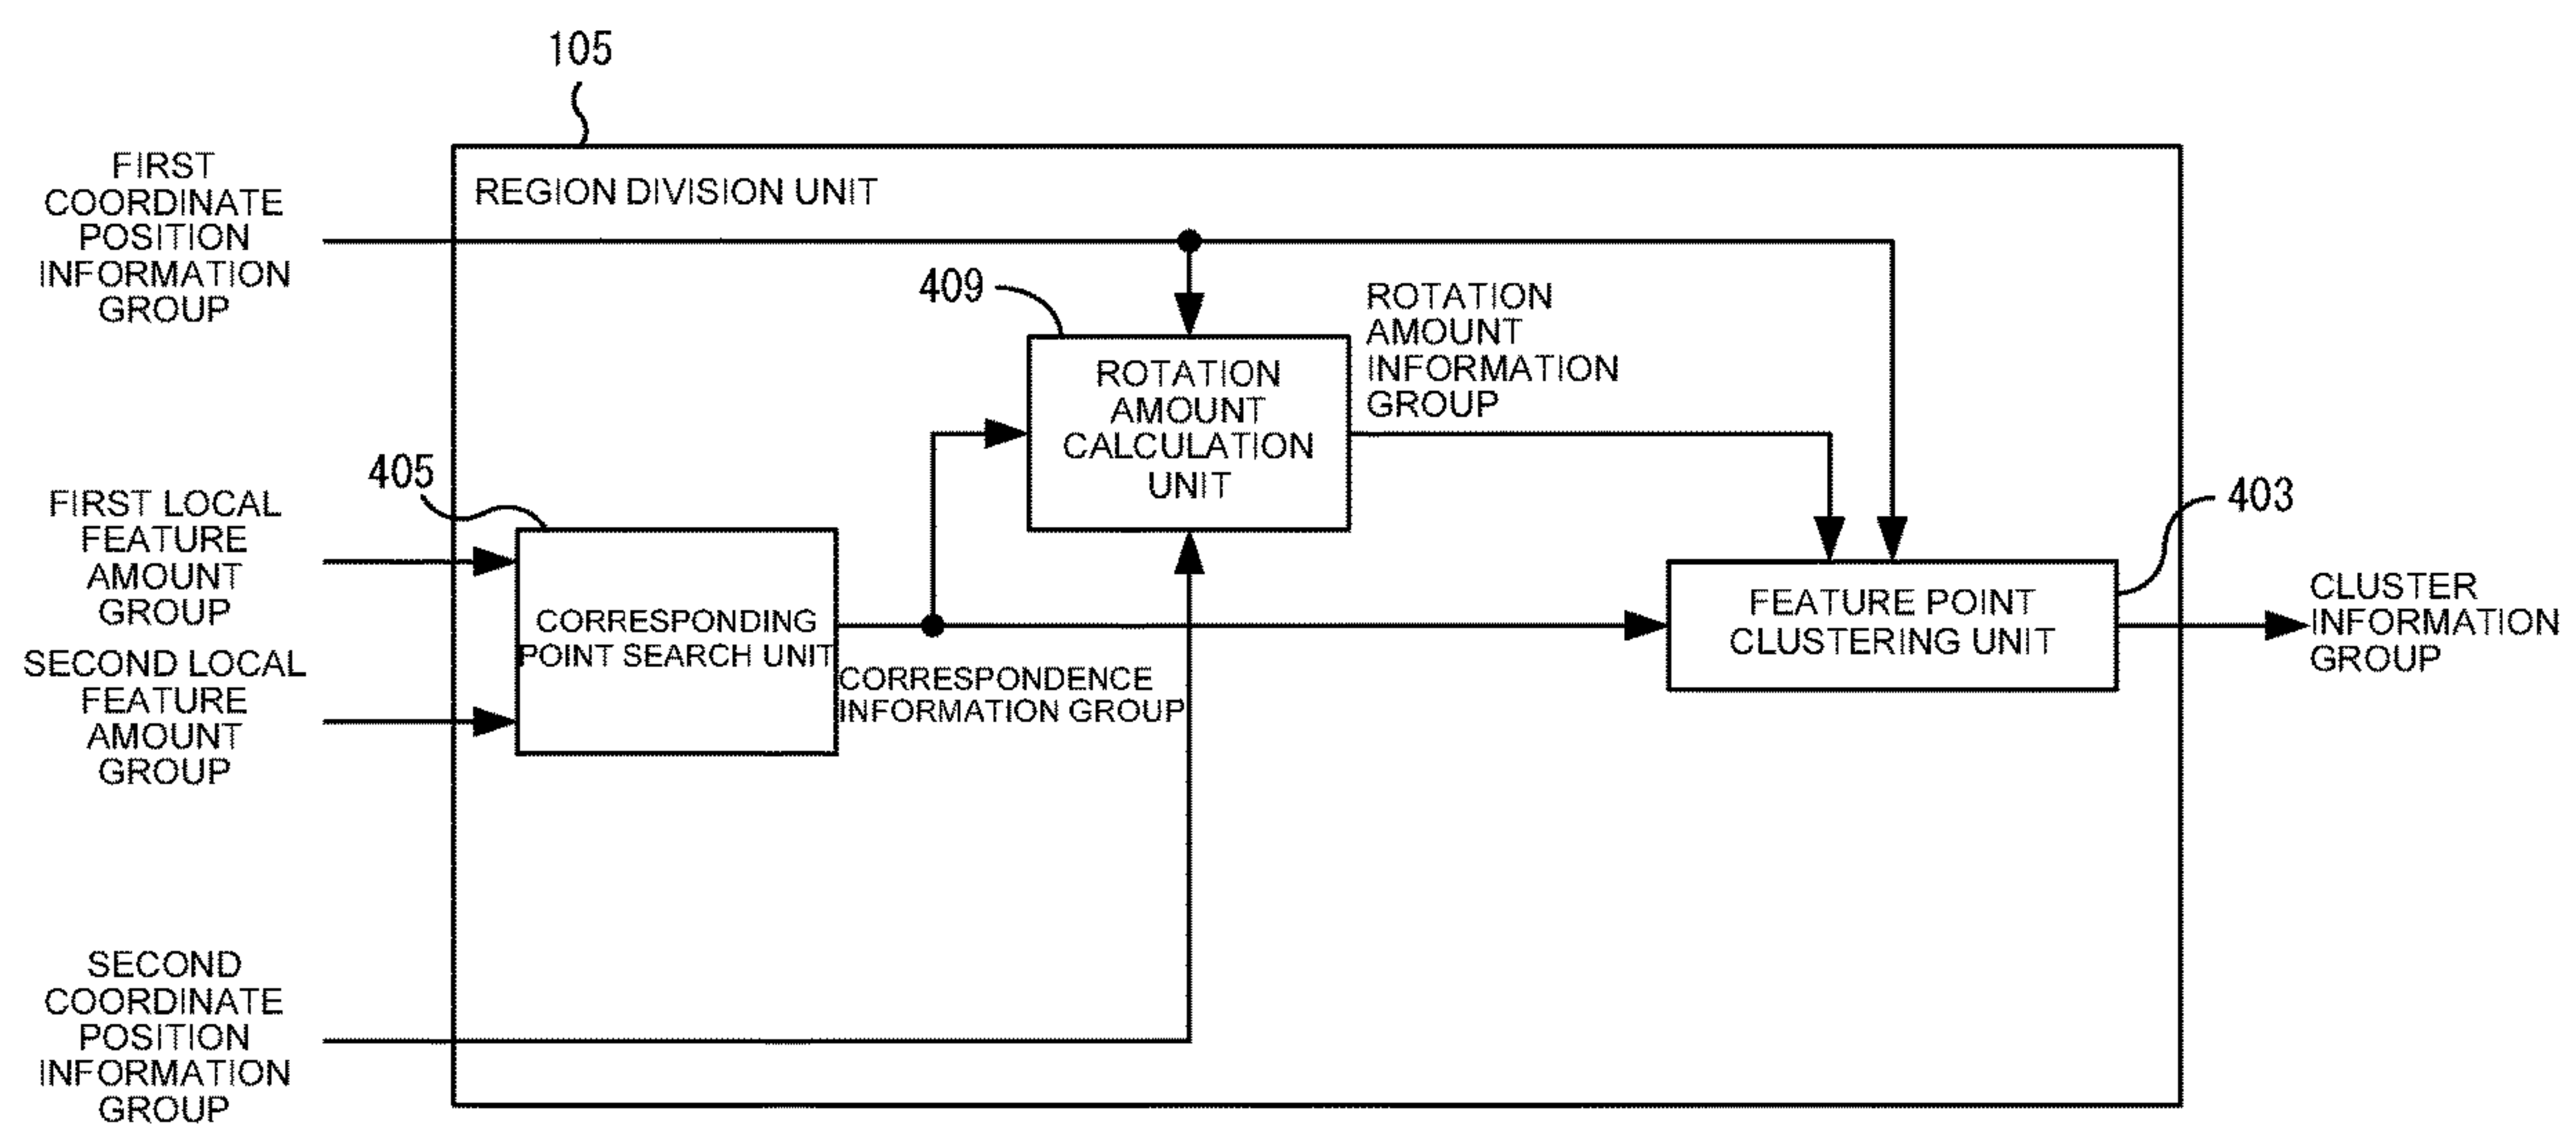 105
FIRST
COORDINATE
POSITION
INFORMATION
GROUP
REGION DIVISION UNIT
409
ROTATION
AMOUNT
CALCULATION
UNIT
ROTATION
AMOUNT
INFORMATION
GROUP
405
FIRST LOCAL
FEATURE
AMOUNT
GROUP
SECOND LOCAL
FEATURE
AMOUNT
GROUP
CORRESPONDING
POINT SEARCH UNIT
CORRESPONDENCE
INFORMATION GROUP
403
FEATURE POINT
CLUSTERING UNIT
CLUSTER
INFORMATION
GROUP
SECOND
COORDINATE
POSITION
INFORMATION
GROUP